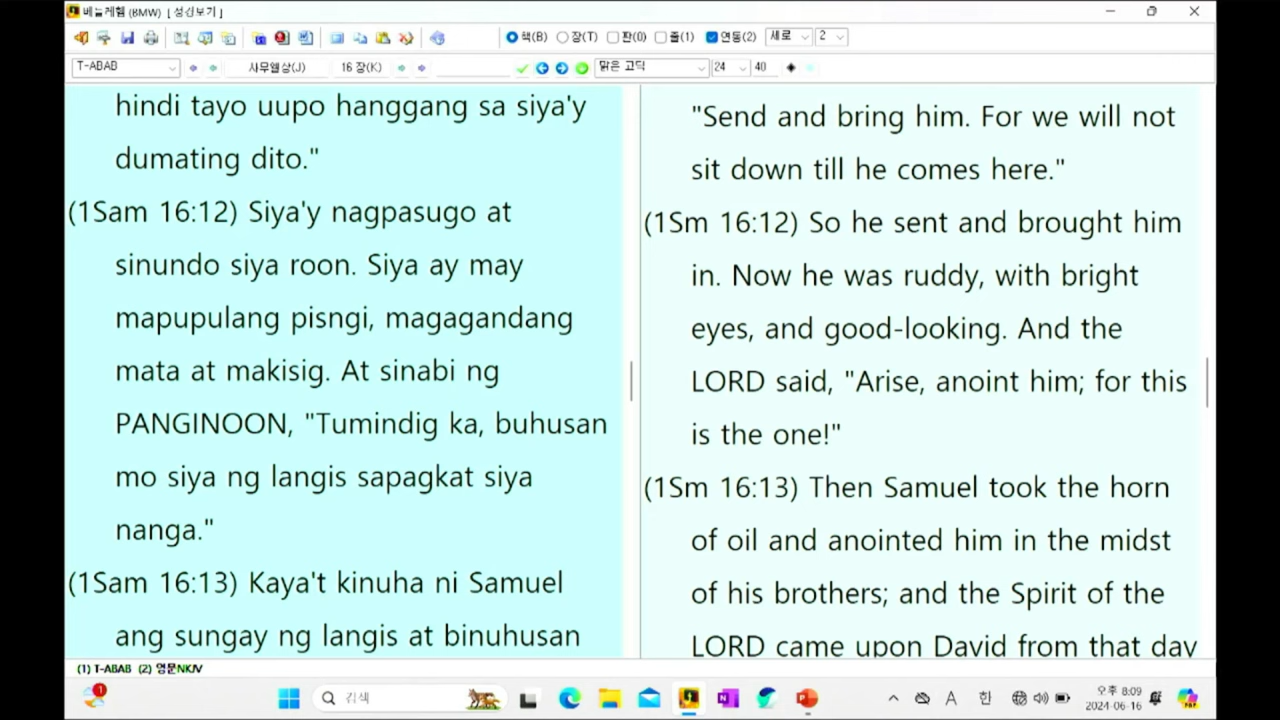 베들레헴 (BMW) [ 성경보기 ]
책(B) 장(T) 판(0) 줄(1) 연동(2) 세로 2
T-ABAB 사무엘상(J) 16 장(K) 맑은 고딕 24 40
hindi tayo uupo hanggang sa siya'y
dumating dito."
(1Sam 16:12) Siya'y nagpasugo at
sinundo siya roon. Siya ay may
mapupulang pisngi, magagandang
mata at makisig. At sinabi ng
PANGINOON, "Tumindig ka, buhusan
mo siya ng langis sapagkat siya
nanga."
(1Sam 16:13) Kaya't kinuha ni Samuel
ang sungay ng langis at binuhusan
"Send and bring him. For we will not
sit down till he comes here."
(1Sm 16:12) So he sent and brought him
in. Now he was ruddy, with bright
eyes, and good-looking. And the
LORD said, "Arise, anoint him; for this
is the one!"
(1Sm 16:13) Then Samuel took the horn
of oil and anointed him in the midst
of his brothers; and the Spirit of the
LORD came upon David from that day
(1) T-ABAB (2) 영문NKJV
1 검색 A 한 오후 8:09
2024-06-16